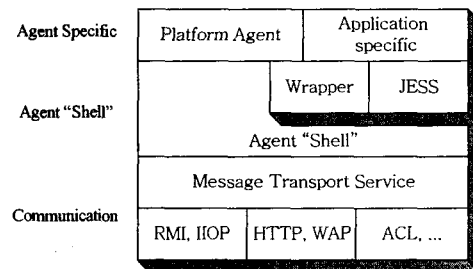 Agent Specific
Platform Agent
Application
specific
Wrapper
JESS
Agent "Shell"
Agent "Shell"
Message Transport Service
Communication
RMI, IIOP
HTTP, WAP
ACL, ...